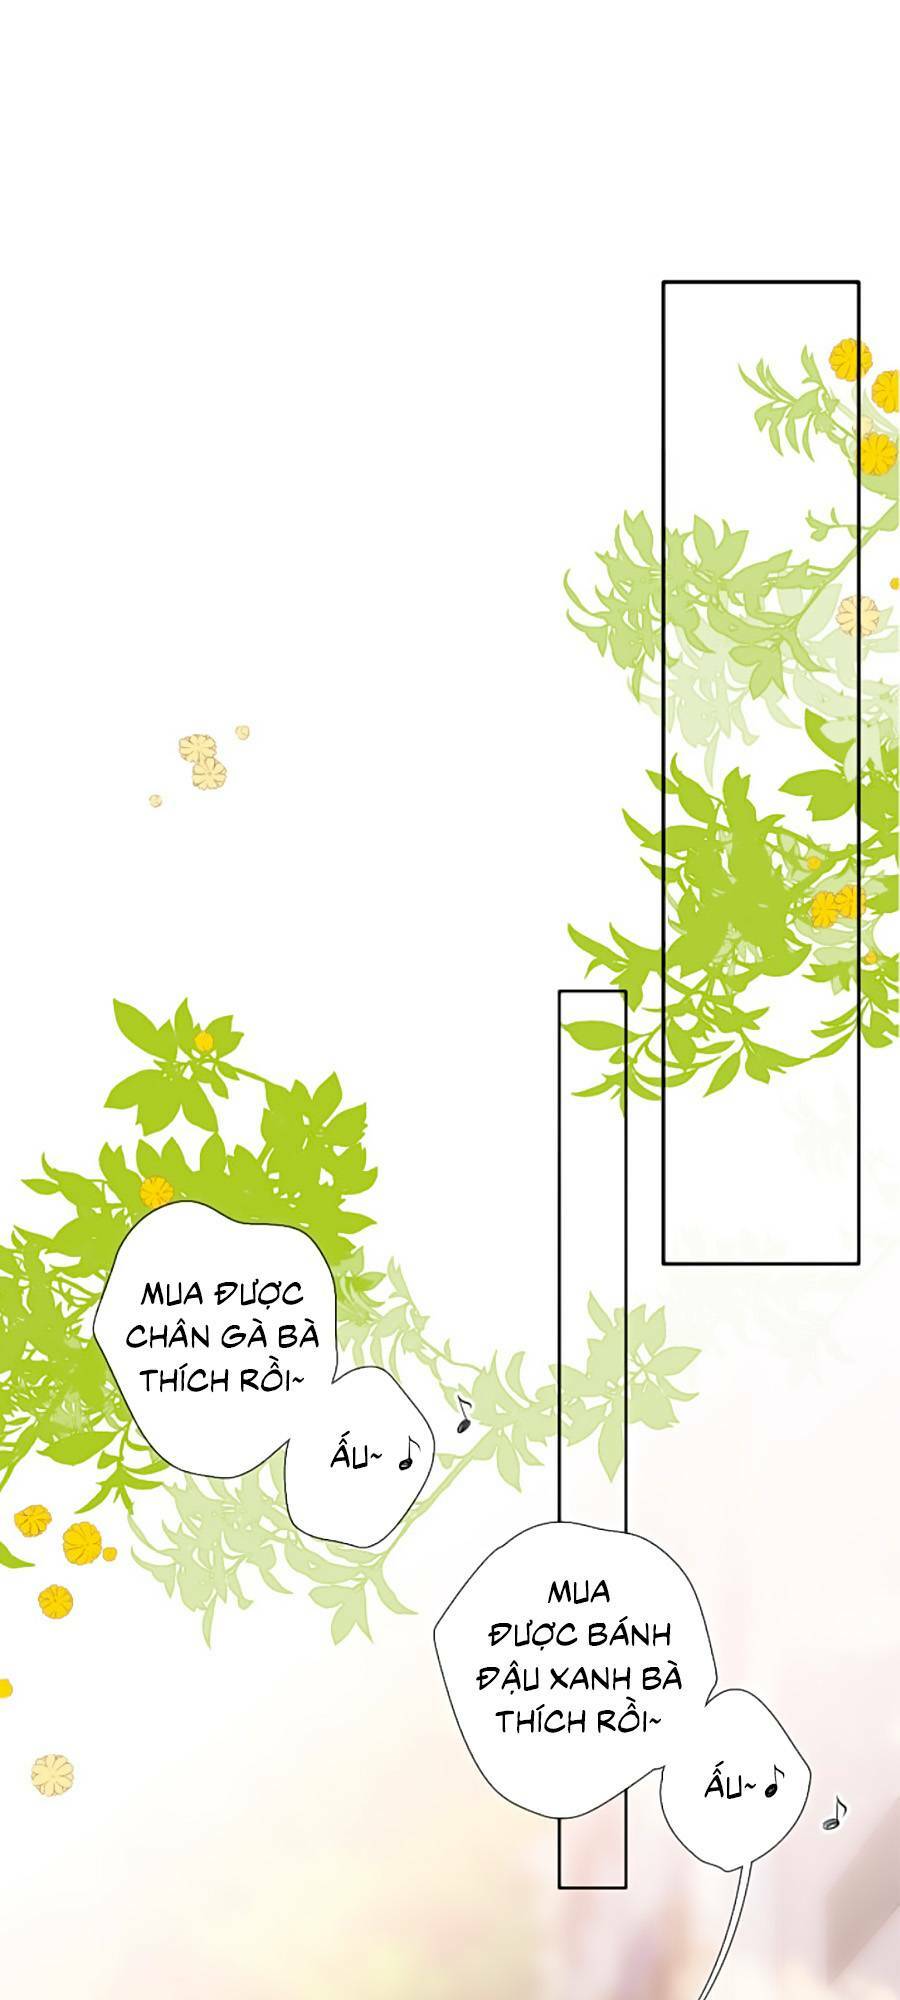 MUA ĐƯỢC
CHÂN GÀ BÀ
THÍCH RỒI~
ẤU~ ♪
MUA
ĐƯỢC BÁNH
ĐẬU XANH BÀ
THÍCH RỒI~
ẤU~ ♪